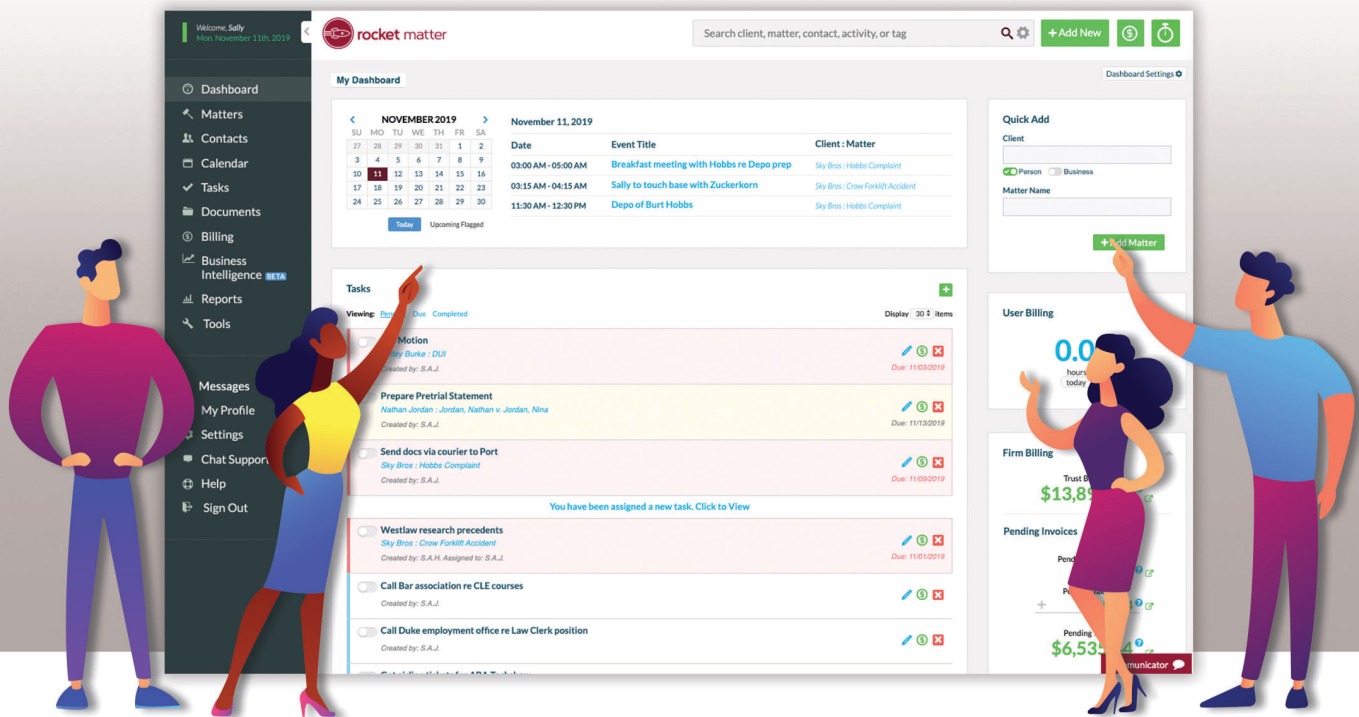 Welcome, Sally
Mon, November 11th, 2019
rocket matter
Search client, matter, contact, activity, or tag
+ Add New
My Dashboard
Dashboard Settings
Dashboard
Matters
Contacts
Calendar
Tasks
Documents
Billing
Business
Intelligence BETA
Reports
Tools
Messages
My Profile
Settings
Chat Support
Help
Sign Out
< NOVEMBER 2019 >
SU MO TU WE TH FR SA
27 28 29 30 31 1 2
3 4 5 6 7 8 9
10 11 12 13 14 15 16
17 18 19 20 21 22 23
24 25 26 27 28 29 30
Today Upcoming Flagged
November 11, 2019
Date Event Title Client : Matter
03:00 AM - 05:00 AM Breakfast meeting with Hobbs re Depo prep Sky Bros : Hobbs Complaint
03:15 AM - 04:15 AM Sally to touch base with Zuckerkorn Sky Bros : Crow Forklift Accident
11:30 AM - 12:30 PM Depo of Burt Hobbs Sky Bros : Hobbs Complaint
Quick Add
Client
Person Business
Matter Name
Matter
Tasks
Viewing: Due Completed
Display 30 items
Motion
Burke : DUI
Created by: S.A.J.
Due: 11/03/2019
Prepare Pretrial Statement
Nathan Jordan : Jordan, Nathan v. Jordan, Nina
Created by: S.A.J.
Due: 11/13/2019
Send docs via courier to Port
Sky Bros : Hobbs Complaint
Created by: S.A.J.
Due: 11/09/2019
You have been assigned a new task. Click to View
Westlaw research precedents
Sky Bros : Crow Forklift Accident
Created by: S.A.H. Assigned to: S.A.J.
Due: 11/01/2019
Call Bar association re CLE courses
Created by: S.A.J.
Call Duke employment office re Law Clerk position
Created by: S.A.J.
User Billing
0.0
hours
today
Firm Billing
Trust
Pending Invoices
Pending